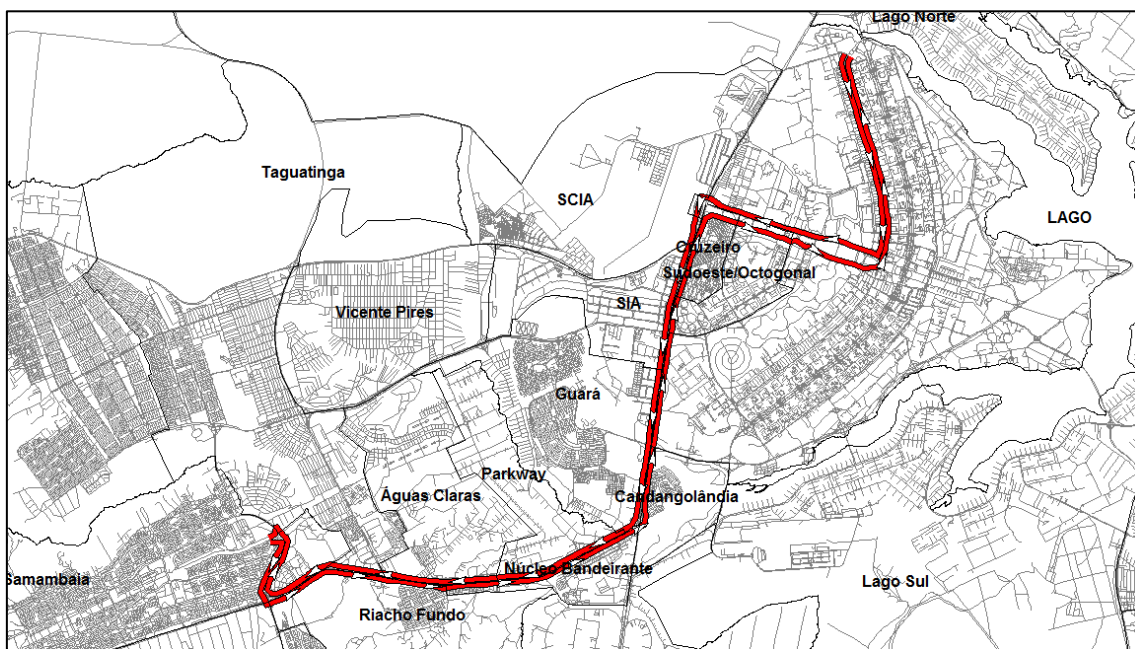 Lago Norte
Taguatinga
SCIA
LAGO
Cruzeiro
Sudoeste/Octogonal
SIA
Vicente Pires
Guará
Parkway
Águas Claras
Candangolândia
Núcleo Bandeirante
Samambaia
Lago Sul
Riacho Fundo